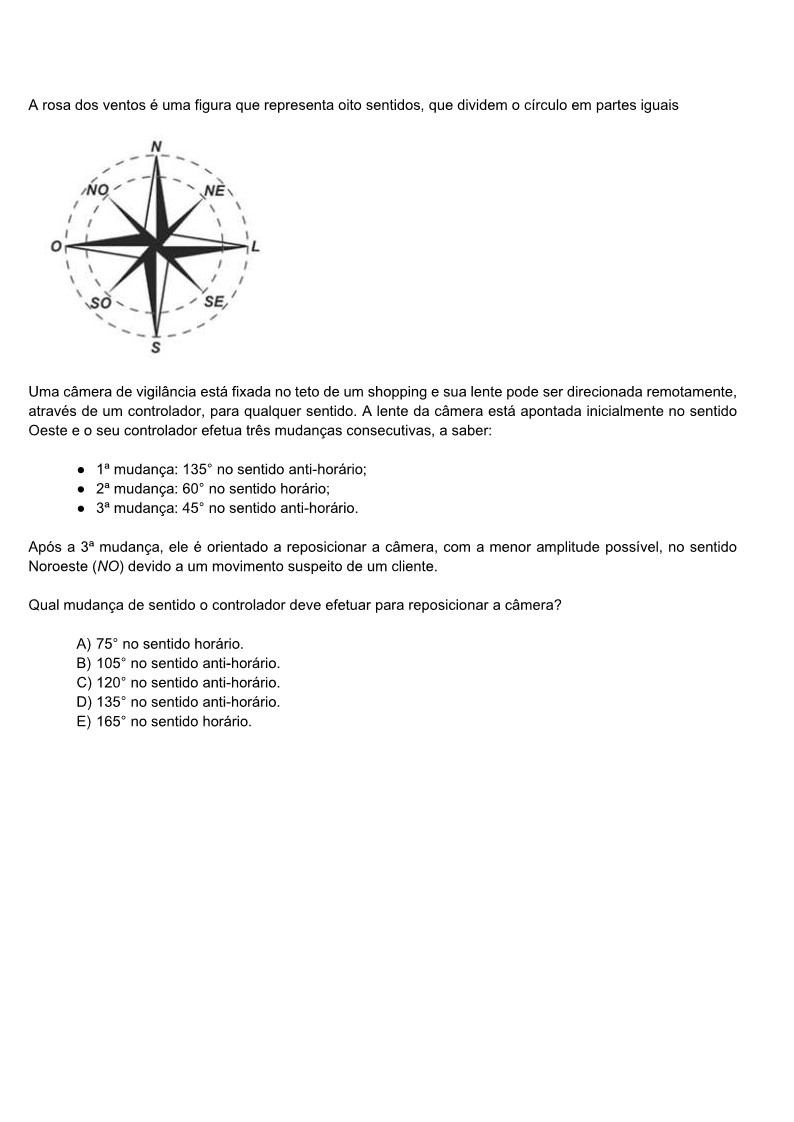 A rosa dos ventos é uma figura que representa oito sentidos, que dividem o círculo em partes iguais
N
NO
NE
O
L
SO
SE
S
Uma câmera de vigilância está fixada no teto de um shopping e sua lente pode ser direcionada remotamente,
através de um controlador, para qualquer sentido. A lente da câmera está apontada inicialmente no sentido
Oeste e o seu controlador efetua três mudanças consecutivas, a saber:
● 1ª mudança: 135° no sentido anti-horário;
● 2ª mudança: 60° no sentido horário;
● 3ª mudança: 45° no sentido anti-horário.
Após a 3ª mudança, ele é orientado a reposicionar a câmera, com a menor amplitude possível, no sentido
Noroeste (NO) devido a um movimento suspeito de um cliente.
Qual mudança de sentido o controlador deve efetuar para reposicionar a câmera?
A) 75° no sentido horário.
B) 105° no sentido anti-horário.
C) 120° no sentido anti-horário.
D) 135° no sentido anti-horário.
E) 165° no sentido horário.